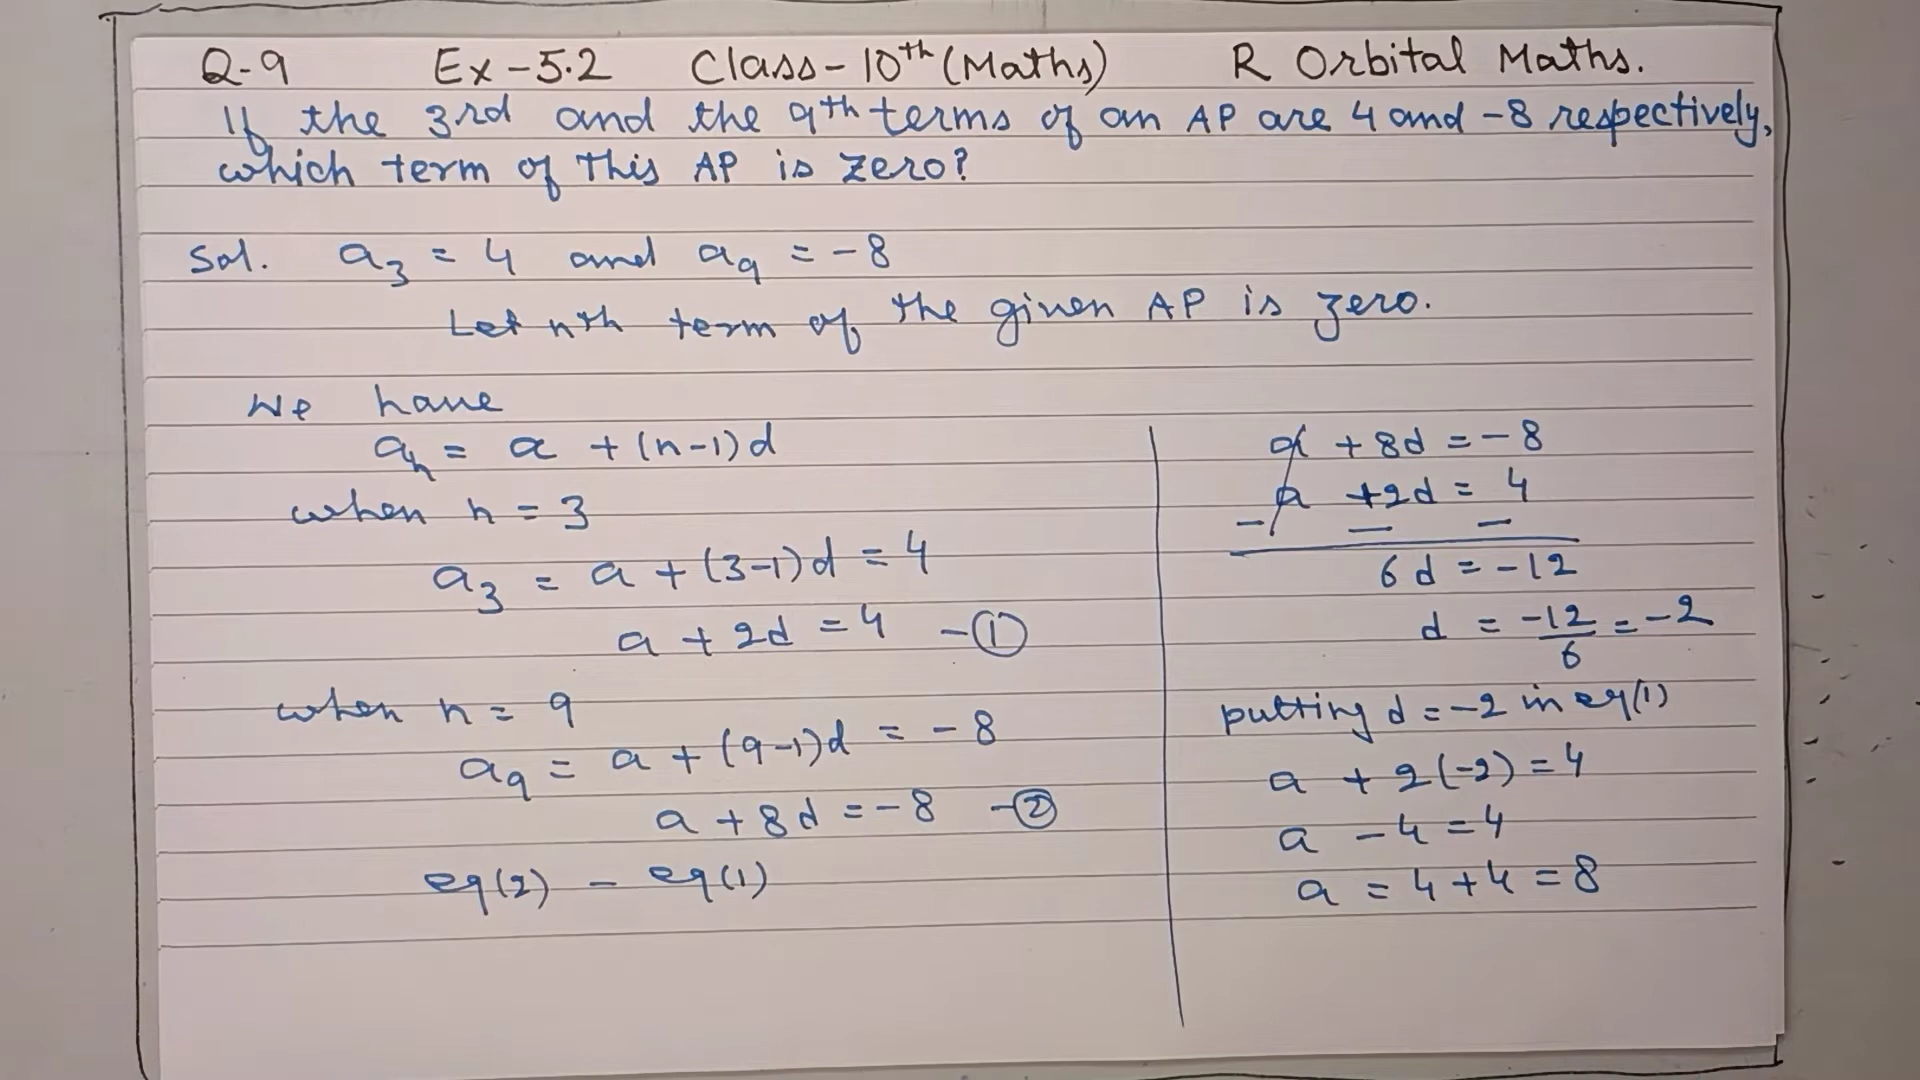 Q-9 Ex-5.2 Class-10th (Maths) R Orbital Maths.
If the 3rd and the 9th terms of an AP are 4 and -8 respectively,
which term of this AP is zero?
Sol. a₃ = 4 and a₉ = -8
Let nth term of the given AP is zero.
We have
aₙ = a + (n-1)d
when n = 3
a₃ = a + (3-1)d = 4
a + 2d = 4 -①
when n = 9
a₉ = a + (9-1)d = -8
a + 8d = -8 -②
eq(2) - eq(1)
a + 8d = -8
a +2d = 4
- - -
6d = -12
d = -12/6 = -2
putting d = -2 in eq(1)
a + 2(-2) = 4
a - 4 = 4
a = 4+4 = 8